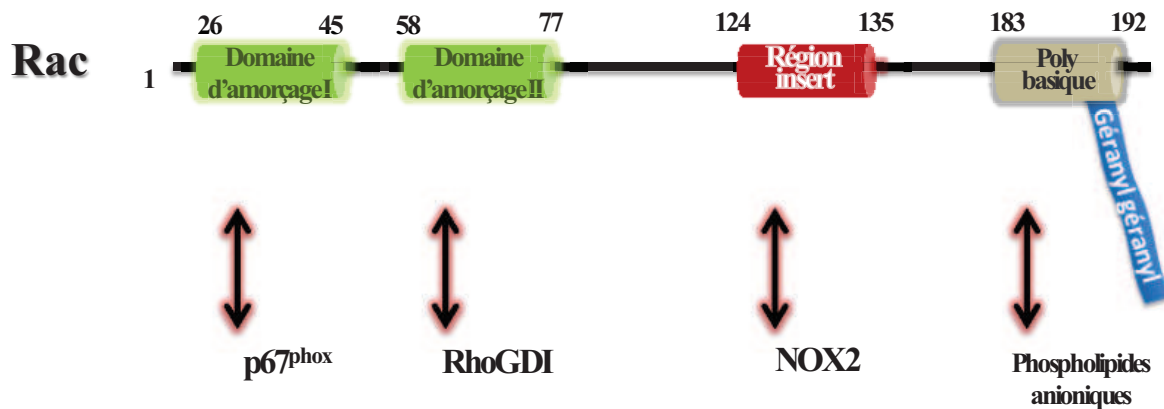 26 45 58 77 124 135 183 192
Rac
1
Domaine
d'amorçage I
Domaine
d'amorçage II
Région
insert
Poly
basique
Géranyl géranyl
p67phox
RhoGDI
NOX2
Phospholipides
anioniques